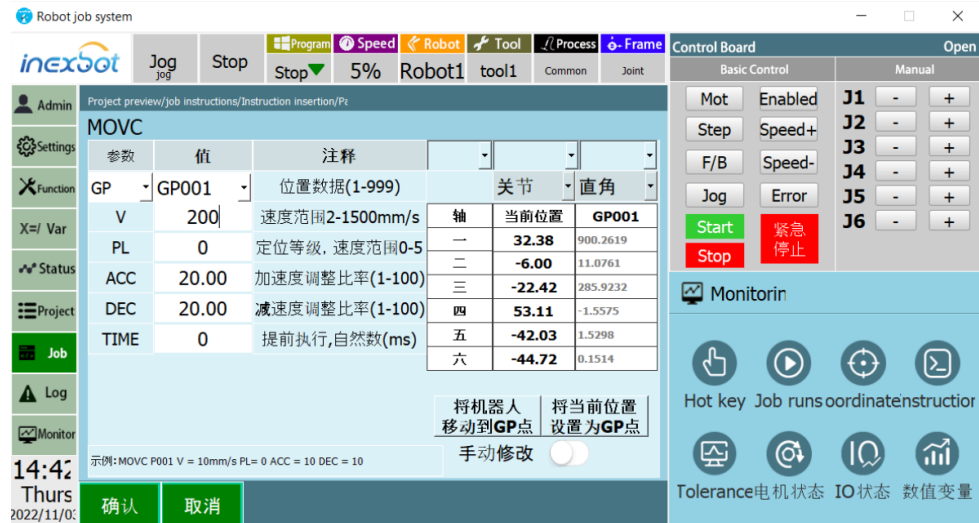 Robot job system
inexbot
Jog
jog
Stop
Program
Stop
Speed
5%
Robot
Robot1
Tool
tool1
Process
Common
Frame
Joint
Control Board
Open
Basic Control
Manual
Admin
Settings
Function
X=/ Var
Status
Project
Job
Log
Monitor
14:42
Thurs
2022/11/03
Project preview/job instructions/Instruction insertion/Pa
MOVC
参数 值 注释
GP GP001 位置数据(1-999)
V 200 速度范围2-1500mm/s
PL 0 定位等级, 速度范围0-5
ACC 20.00 加速度调整比率(1-100)
DEC 20.00 减速度调整比率(1-100)
TIME 0 提前执行,自然数(ms)
关节 直角
轴 当前位置 GP001
一 32.38 900.2619
二 -6.00 11.0761
三 -22.42 285.9232
四 53.11 -1.5575
五 -42.03 1.5298
六 -44.72 0.1514
将机器人
移动到GP点
将当前位置
设置为GP点
手动修改
示例: MOVC P001 V = 10mm/s PL= 0 ACC = 10 DEC = 10
确认 取消
Mot Enabled
Step Speed+
F/B Speed-
Jog Error
Start
Stop
紧急
停止
J1 - +
J2 - +
J3 - +
J4 - +
J5 - +
J6 - +
Monitorin
Hot key Job runs oordinate instruction
Tolerance 电机状态 IO状态 数值变量